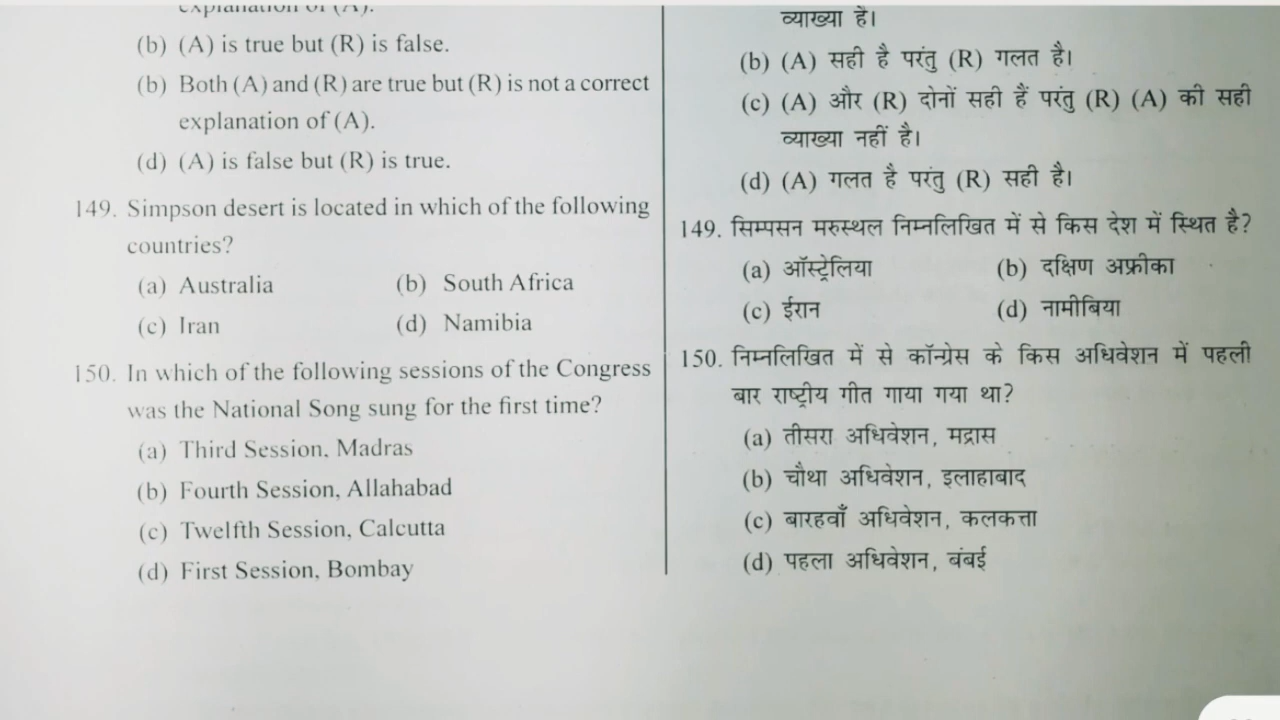 explanation of (A).
(b) (A) is true but (R) is false.
(b) Both (A) and (R) are true but (R) is not a correct
explanation of (A).
(d) (A) is false but (R) is true.
149. Simpson desert is located in which of the following
countries?
(a) Australia (b) South Africa
(c) Iran (d) Namibia
150. In which of the following sessions of the Congress
was the National Song sung for the first time?
(a) Third Session, Madras
(b) Fourth Session, Allahabad
(c) Twelfth Session, Calcutta
(d) First Session, Bombay
व्याख्या है।
(b) (A) सही है परंतु (R) गलत है।
(c) (A) और (R) दोनों सही हैं परंतु (R) (A) की सही
व्याख्या नहीं है।
(d) (A) गलत है परंतु (R) सही है।
149. सिम्पसन मरुस्थल निम्नलिखित में से किस देश में स्थित है?
(a) ऑस्ट्रेलिया (b) दक्षिण अफ्रीका
(c) ईरान (d) नामीबिया
150. निम्नलिखित में से कॉन्ग्रेस के किस अधिवेशन में पहली
बार राष्ट्रीय गीत गाया गया था?
(a) तीसरा अधिवेशन, मद्रास
(b) चौथा अधिवेशन, इलाहाबाद
(c) बारहवाँ अधिवेशन, कलकत्ता
(d) पहला अधिवेशन, बंबई